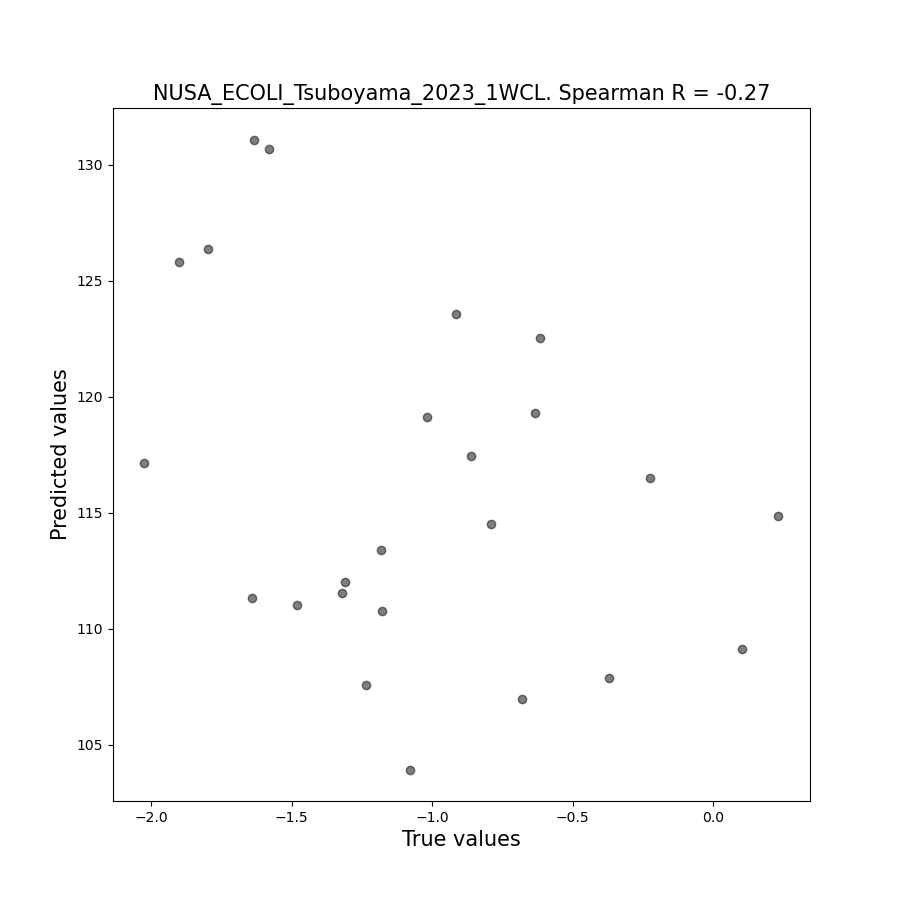 NUSA_ECOLI_Tsuboyama_2023_1WCL. Spearman R = -0.27
130
125
120
115
110
105
Predicted values
−2.0 −1.5 −1.0 −0.5 0.0
True values